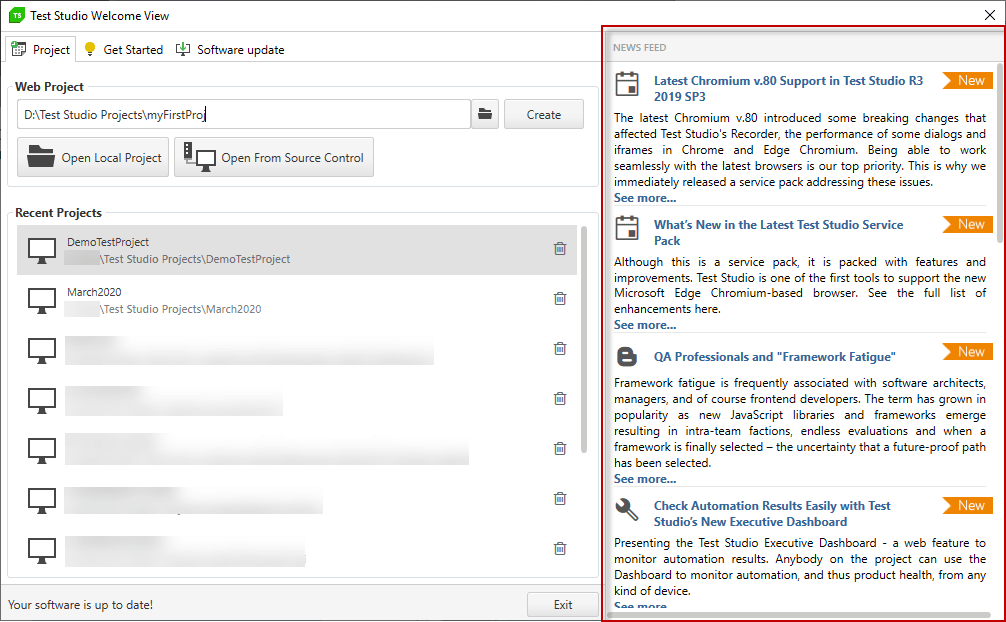 TS Test Studio Welcome View
Project Get Started Software update
Web Project
D:\Test Studio Projects\myFirstProj
Create
Open Local Project Open From Source Control
Recent Projects
DemoTestProject
\Test Studio Projects\DemoTestProject
March2020
\Test Studio Projects\March2020
Your software is up to date!
Exit
NEWS FEED
Latest Chromium v.80 Support in Test Studio R3
2019 SP3
New
The latest Chromium v.80 introduced some breaking changes that
affected Test Studio's Recorder, the performance of some dialogs and
iframes in Chrome and Edge Chromium. Being able to work
seamlessly with the latest browsers is our top priority. This is why we
immediately released a service pack addressing these issues.
See more...
What's New in the Latest Test Studio Service
Pack
New
Although this is a service pack, it is packed with features and
improvements. Test Studio is one of the first tools to support the new
Microsoft Edge Chromium-based browser. See the full list of
enhancements here.
See more...
QA Professionals and "Framework Fatigue"
New
Framework fatigue is frequently associated with software architects,
managers, and of course frontend developers. The term has grown in
popularity as new JavaScript libraries and frameworks emerge
resulting in intra-team factions, endless evaluations and when a
framework is finally selected – the uncertainty that a future-proof path
has been selected.
See more...
Check Automation Results Easily with Test
Studio's New Executive Dashboard
New
Presenting the Test Studio Executive Dashboard - a web feature to
monitor automation results. Anybody on the project can use the
Dashboard to monitor automation, and thus product health, from any
kind of device.
See more...